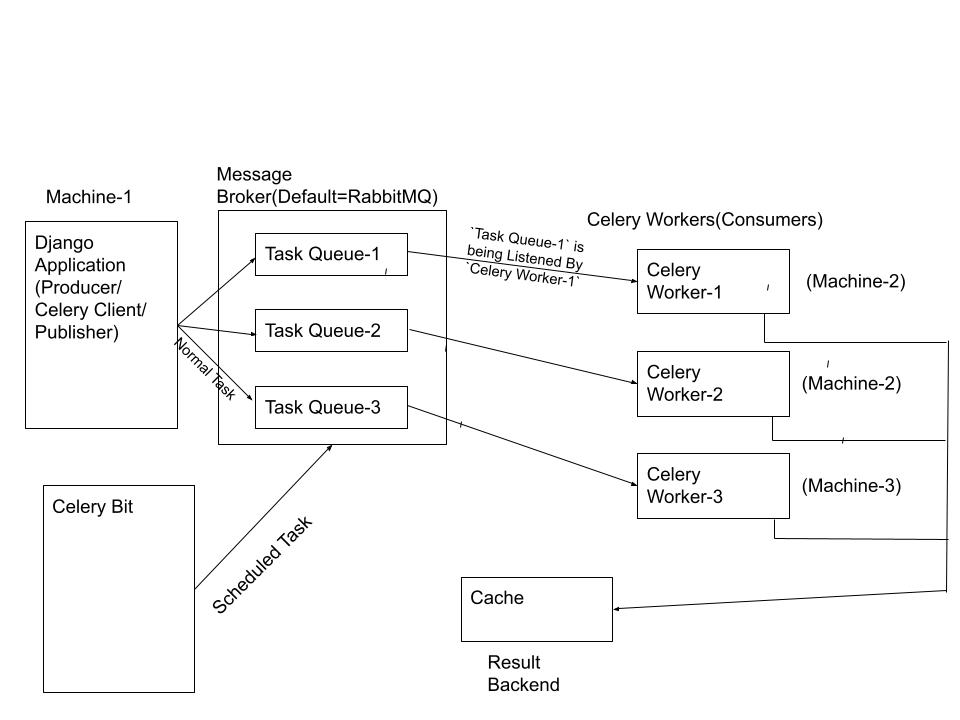 Message
Broker(Default=RabbitMQ)
Machine-1
Celery Workers(Consumers)
Django
Application
(Producer/
Celery Client/
Publisher)
Task Queue-1
`Task Queue-1` is
being Listened By
`Celery Worker-1`
Celery
Worker-1
(Machine-2)
Task Queue-2
Normal Task
Celery
Worker-2
(Machine-2)
Task Queue-3
Celery
Worker-3
(Machine-3)
Celery Bit
Scheduled Task
Cache
Result
Backend